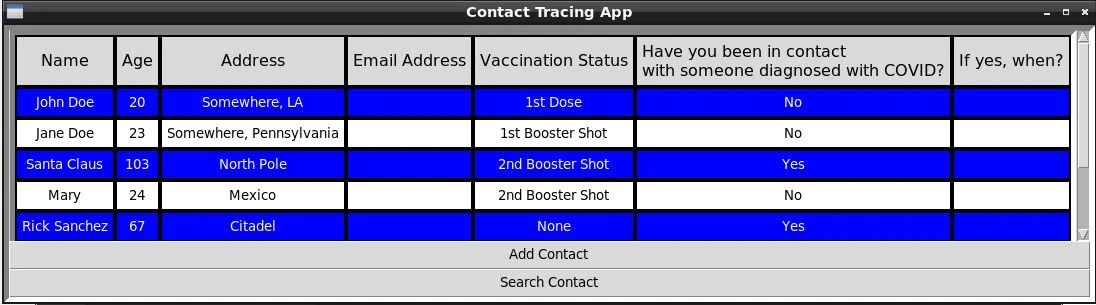 Contact Tracing App
Name Age Address Email Address Vaccination Status Have you been in contact
with someone diagnosed with COVID? If yes, when?
John Doe 20 Somewhere, LA 1st Dose No
Jane Doe 23 Somewhere, Pennsylvania 1st Booster Shot No
Santa Claus 103 North Pole 2nd Booster Shot Yes
Mary 24 Mexico 2nd Booster Shot No
Rick Sanchez 67 Citadel None Yes
Add Contact
Search Contact